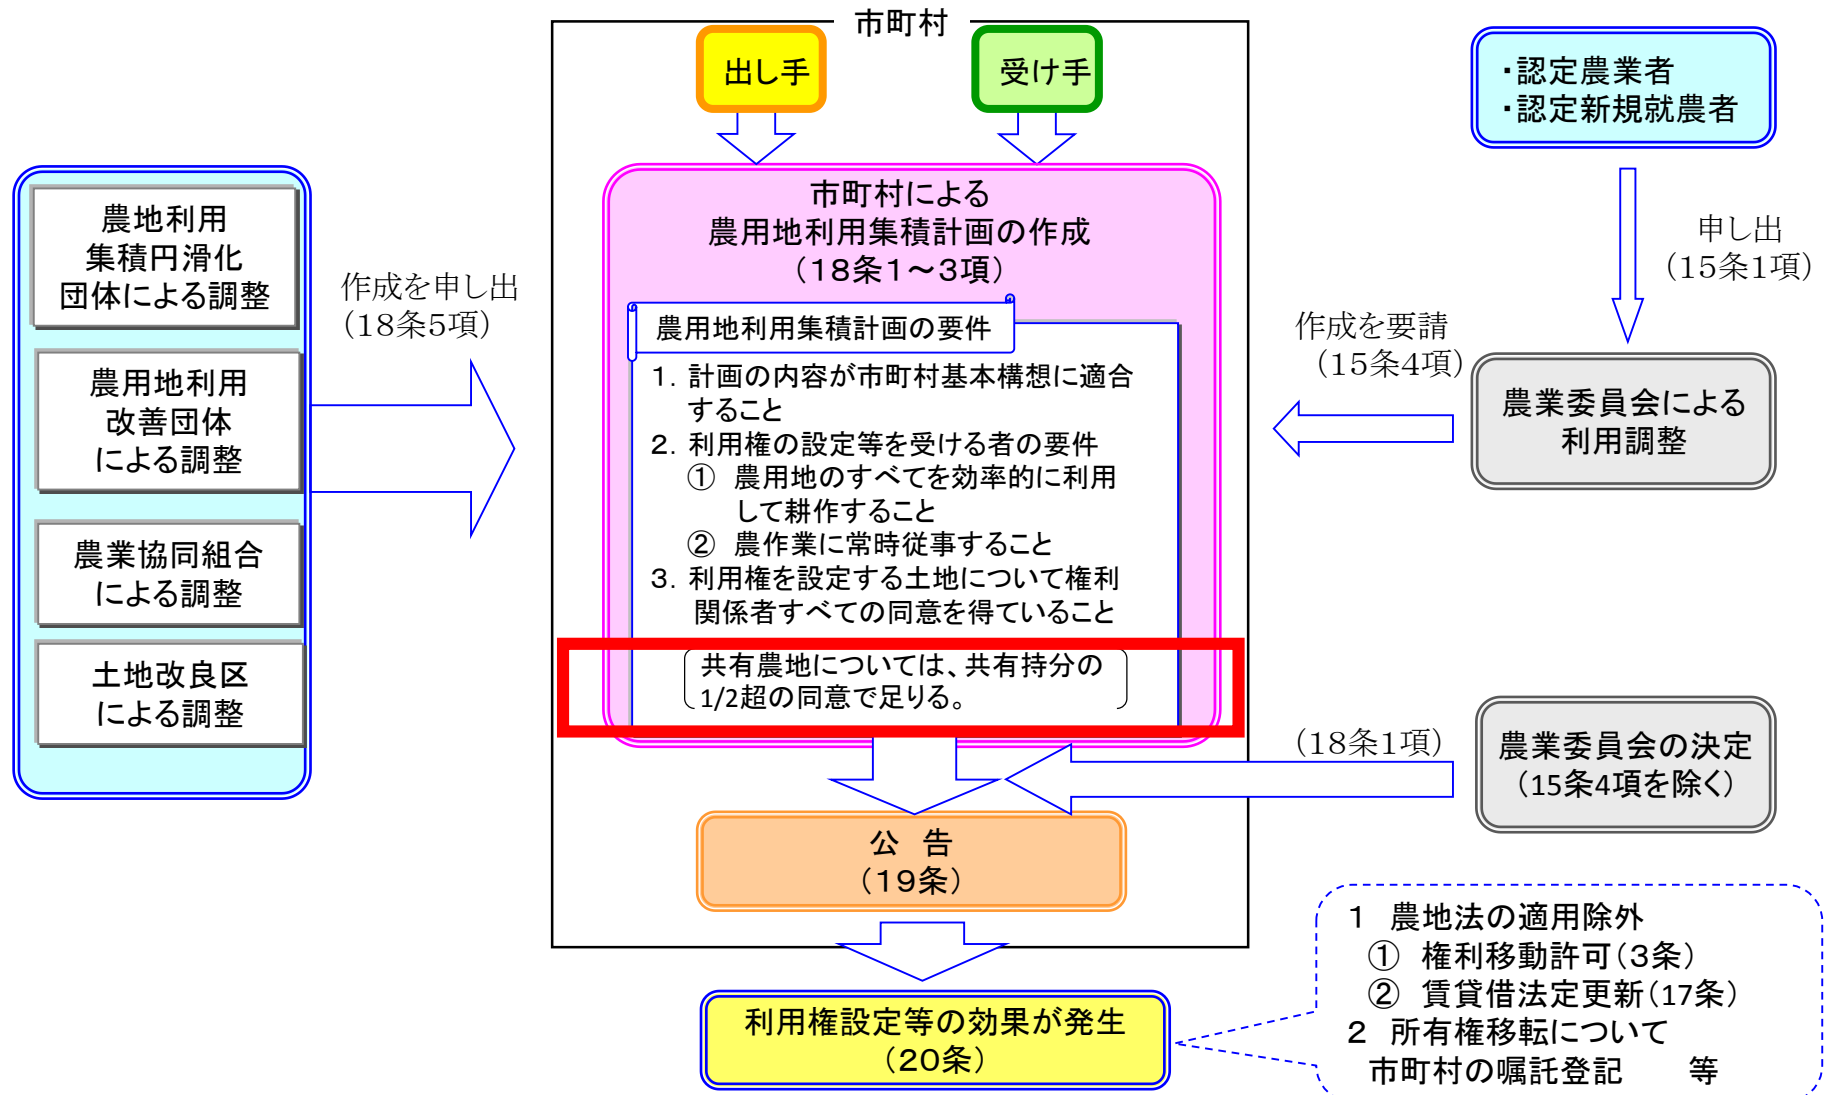 市町村
出し手
受け手
・認定農業者
・認定新規就農者
農地利用
集積円滑化
団体による調整
農用地利用
改善団体
による調整
農業協同組合
による調整
土地改良区
による調整
作成を申し出
（18条5項）
市町村による
農用地利用集積計画の作成
（18条1～3項）
農用地利用集積計画の要件
1．計画の内容が市町村基本構想に適合
すること
2．利用権の設定等を受ける者の要件
① 農用地のすべてを効率的に利用
して耕作すること
② 農作業に常時従事すること
3．利用権を設定する土地について権利
関係者すべての同意を得ていること
共有農地については、共有持分の
1/2超の同意で足りる。
申し出
（15条1項）
作成を要請
（15条4項）
農業委員会による
利用調整
（18条1項）
農業委員会の決定
（15条4項を除く）
公 告
（19条）
利用権設定等の効果が発生
（20条）
1 農地法の適用除外
① 権利移動許可（3条）
② 賃貸借法定更新（17条）
2 所有権移転について
市町村の嘱託登記 等